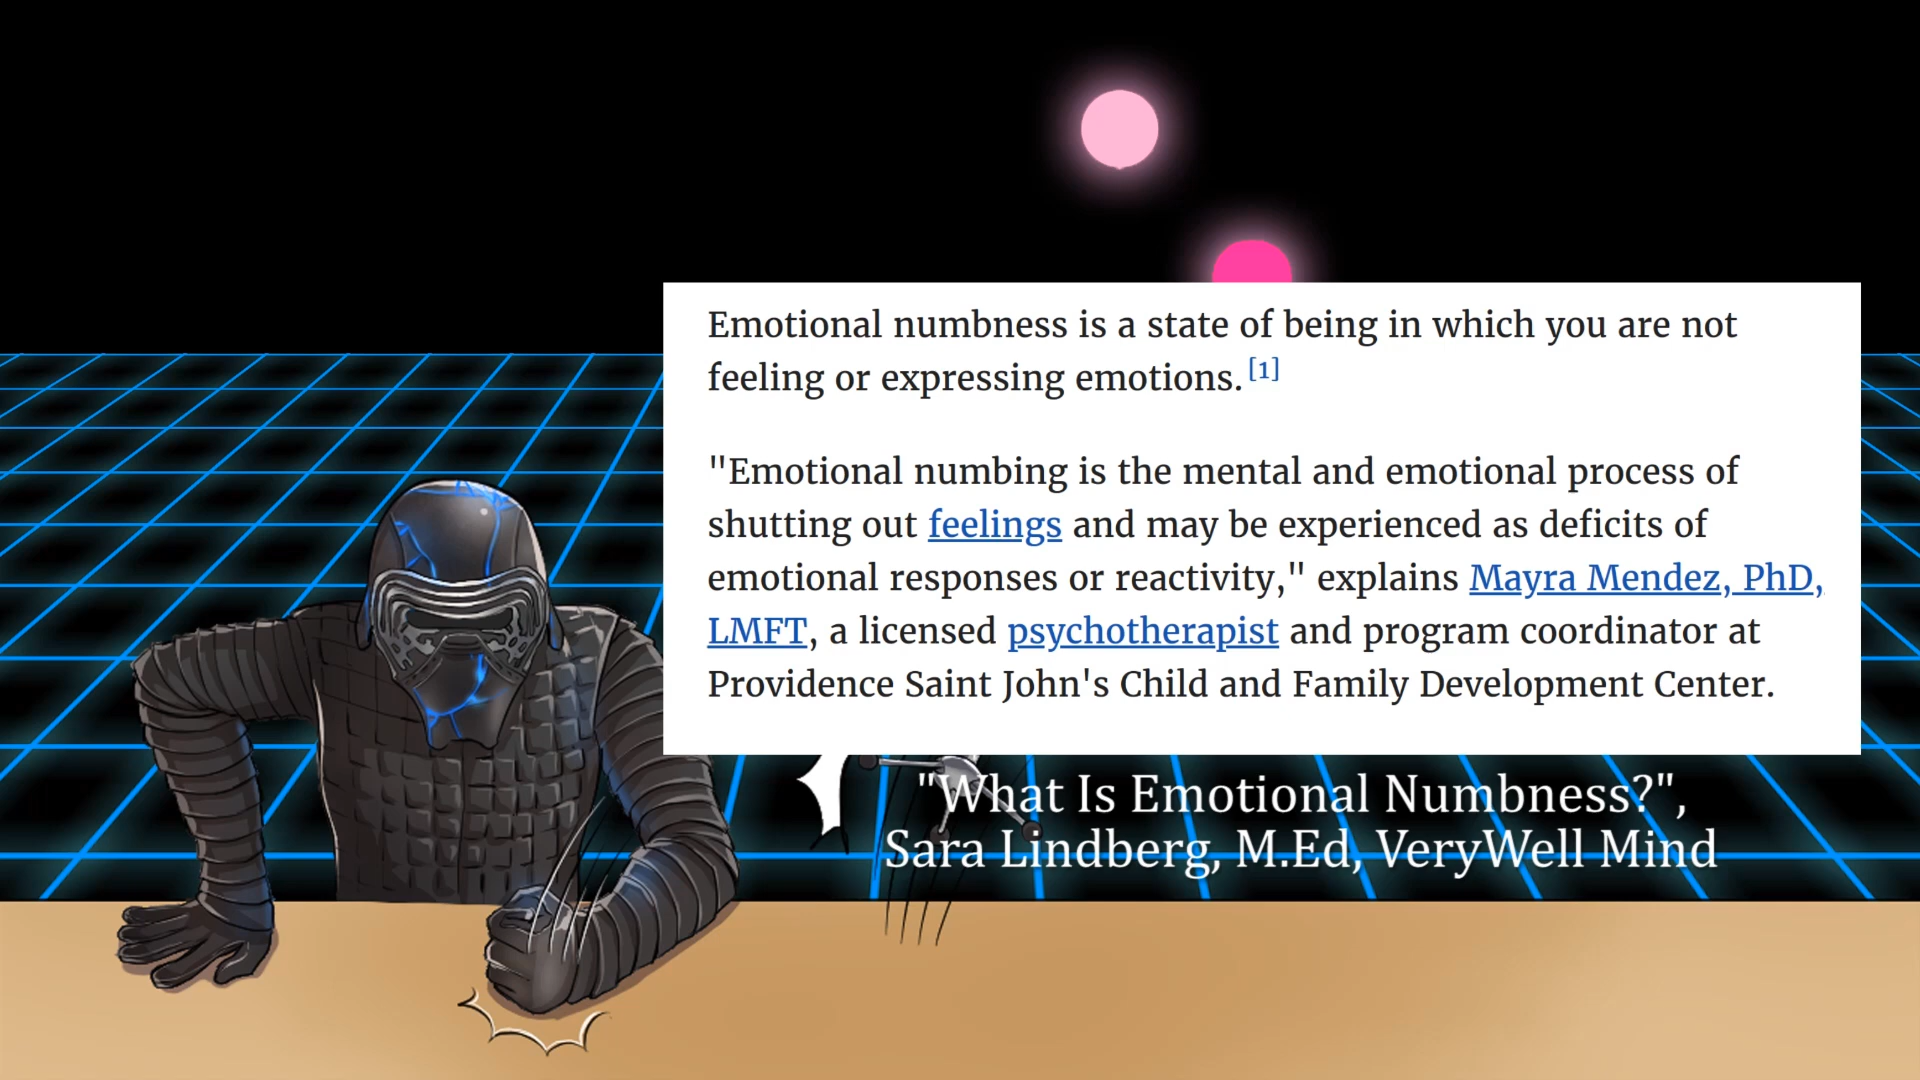 Emotional numbness is a state of being in which you are not
feeling or expressing emotions. [1]
"Emotional numbing is the mental and emotional process of
shutting out feelings and may be experienced as deficits of
emotional responses or reactivity," explains Mayra Mendez, PhD,
LMFT, a licensed psychotherapist and program coordinator at
Providence Saint John's Child and Family Development Center.
"What Is Emotional Numbness?",
Sara Lindberg, M.Ed, VeryWell Mind